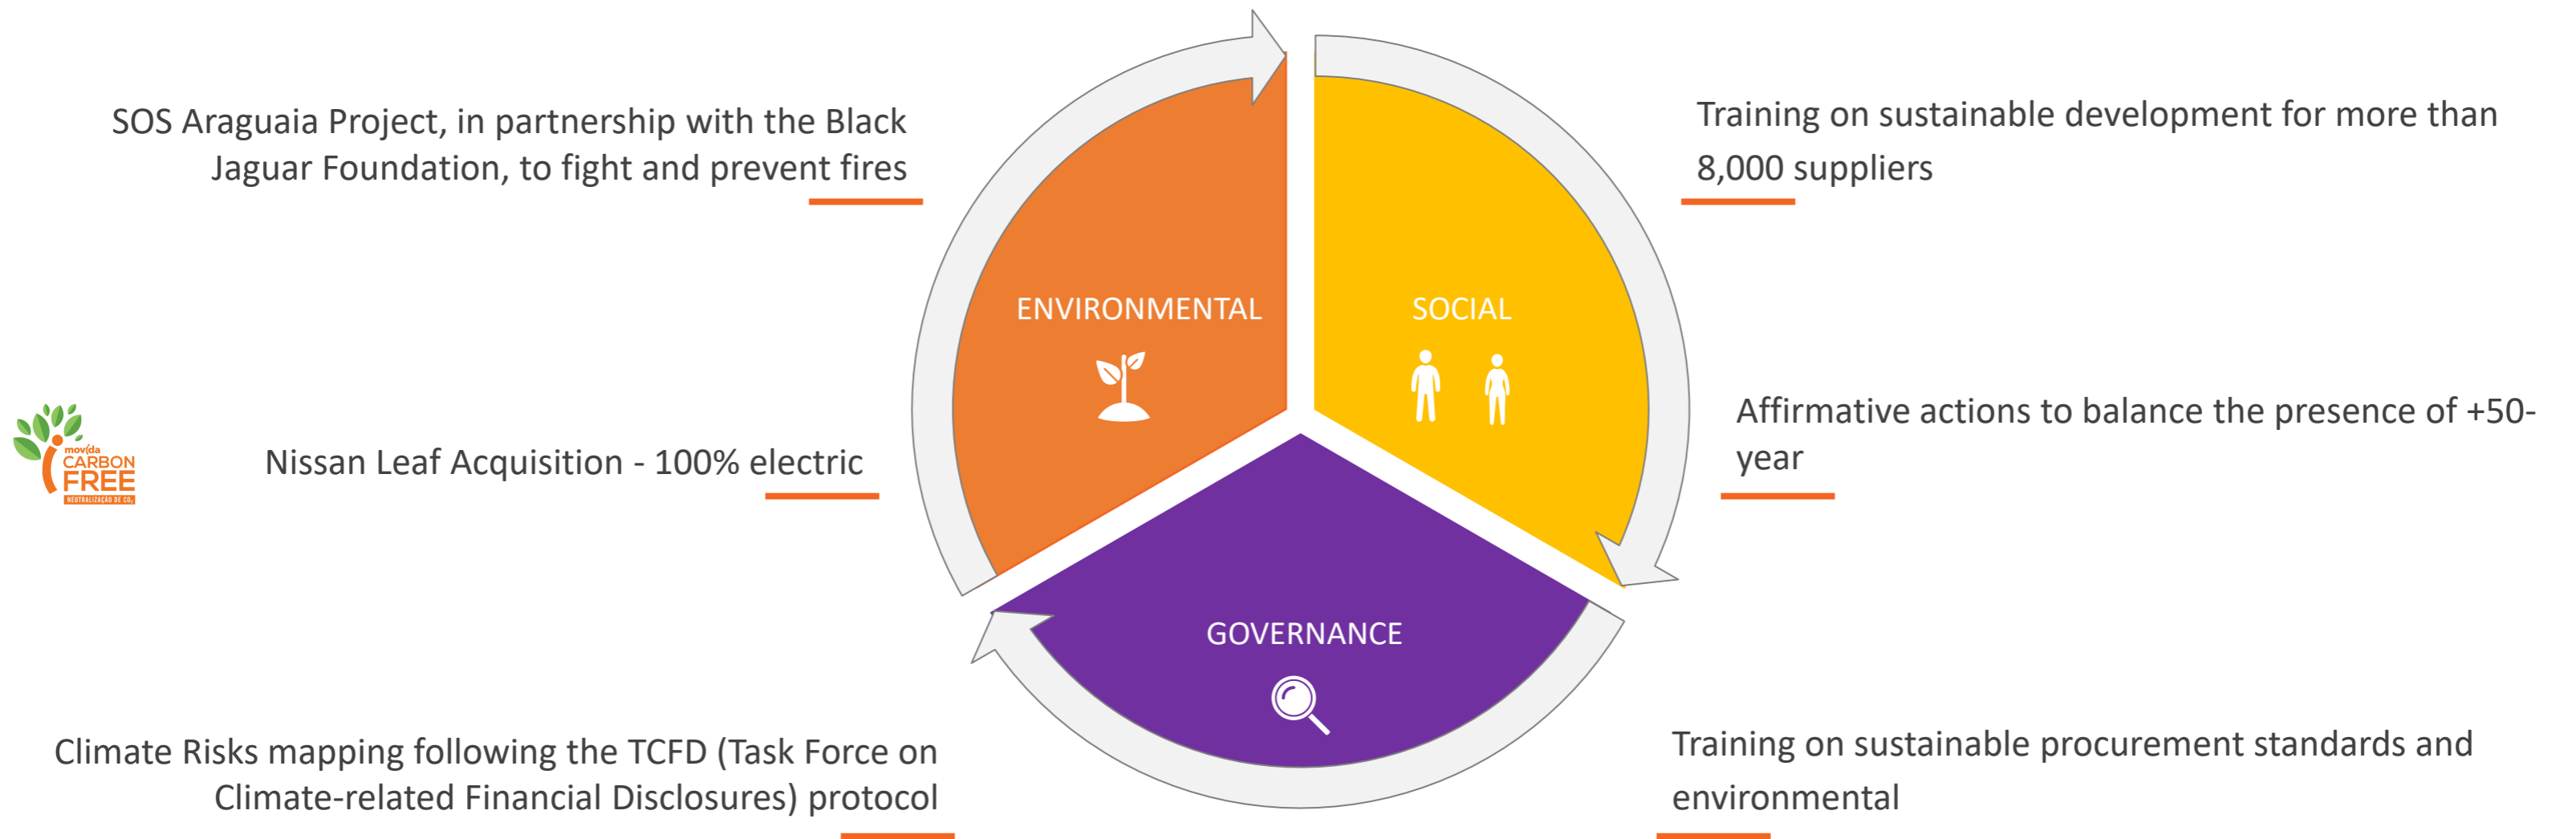 SOS Araguaia Project, in partnership with the Black
Jaguar Foundation, to fight and prevent fires
Training on sustainable development for more than
8,000 suppliers
ENVIRONMENTAL
SOCIAL
movida
CARBON
FREE
NEUTRALIZAÇÃO DE CO₂
Nissan Leaf Acquisition - 100% electric
Affirmative actions to balance the presence of +50-
year
GOVERNANCE
Climate Risks mapping following the TCFD (Task Force on
Climate-related Financial Disclosures) protocol
Training on sustainable procurement standards and
environmental